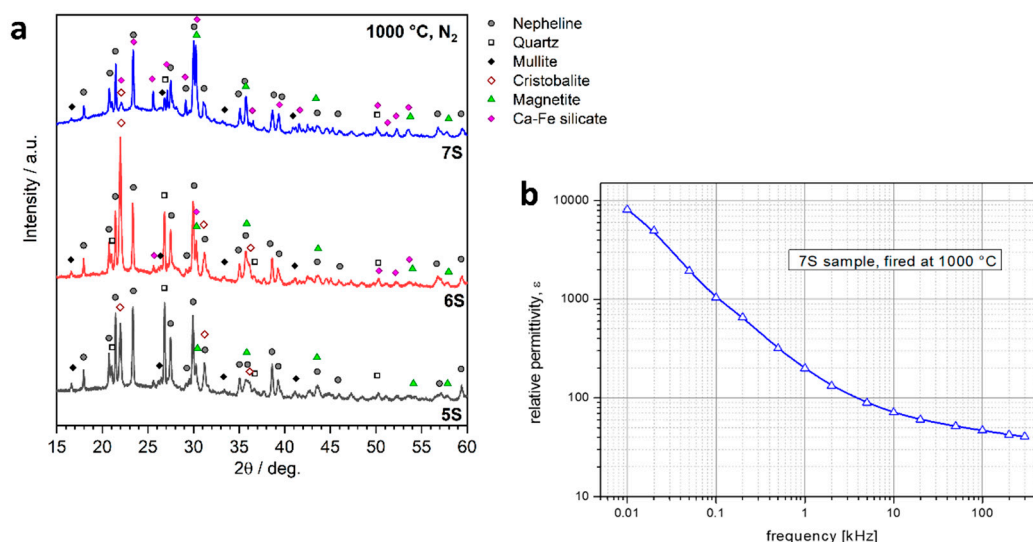 a
1000 °C, N2
7S
6S
5S
Intensity / a.u.
15 20 25 30 35 40 45 50 55 60
2θ / deg.
Nepheline
Quartz
Mullite
Cristobalite
Magnetite
Ca-Fe silicate
b
10000
1000
100
10
relative permittivity, ε
7S sample, fired at 1000 °C
0.01 0.1 1 10 100
frequency [kHz]